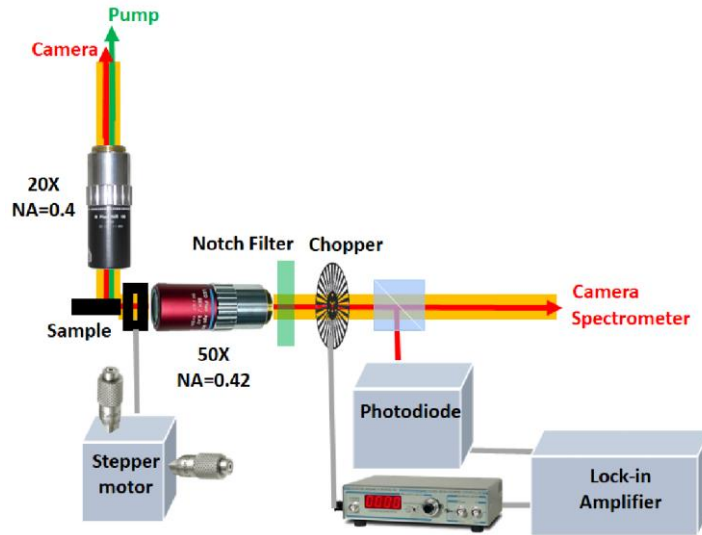 Pump
Camera
20X
NA=0.4
Notch Filter
Chopper
Sample
50X
NA=0.42
Camera
Spectrometer
Photodiode
Stepper
motor
Lock-in
Amplifier